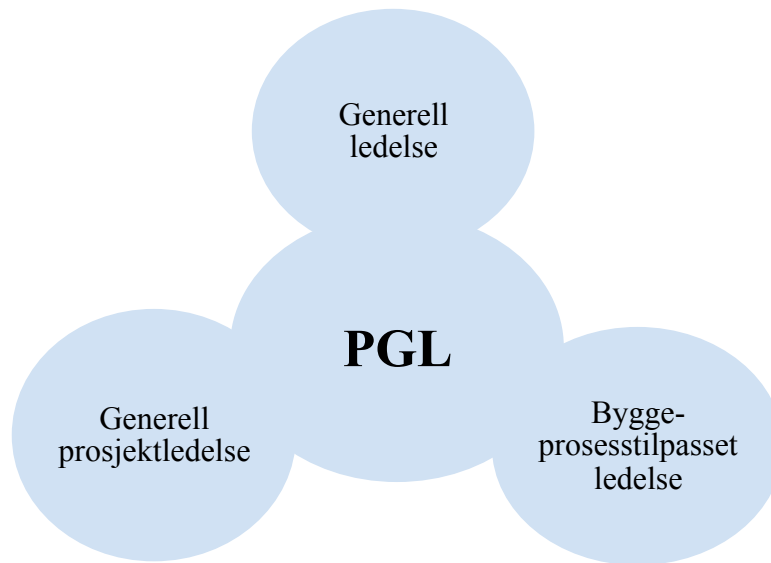 Generell
ledelse
PGL
Generell
prosjektledelse
Bygge-
prosesstilpasset
ledelse